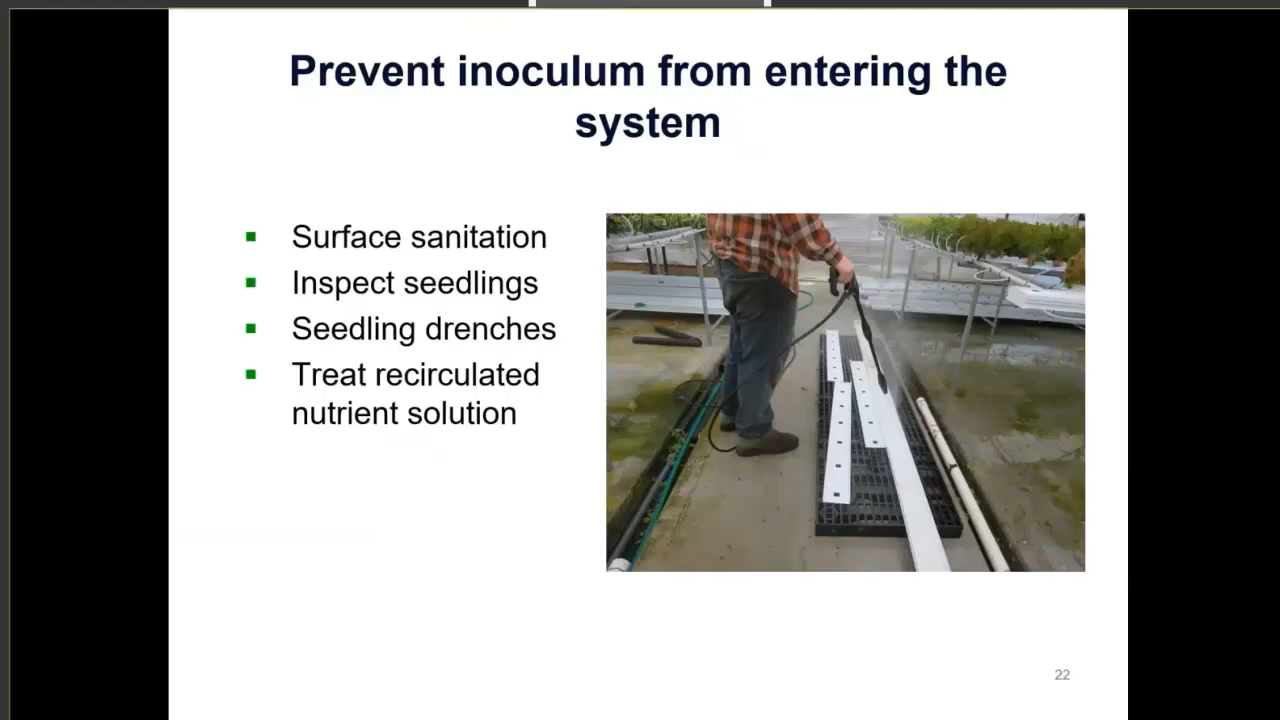 Prevent inoculum from entering the
system
Surface sanitation
Inspect seedlings
Seedling drenches
Treat recirculated
nutrient solution
22